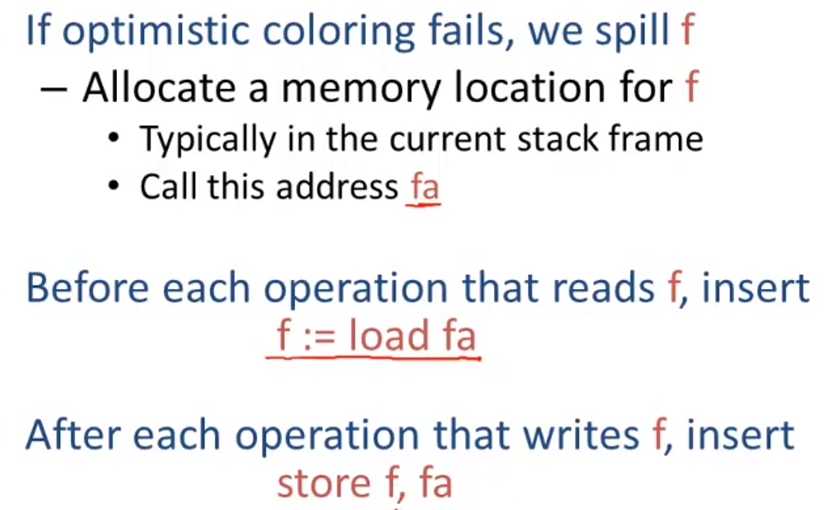 If optimistic coloring fails, we spill f
– Allocate a memory location for f
• Typically in the current stack frame
• Call this address fa
Before each operation that reads f, insert
f := load fa
After each operation that writes f, insert
store f, fa